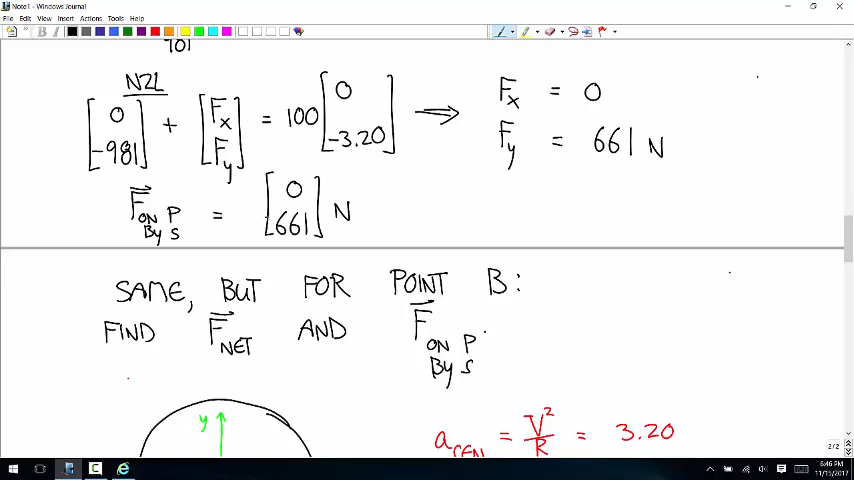 Note1 - Windows Journal
File Edit View Insert Actions Tools Help
B I
N2L
[0 -981] + [Fx Fy] = 100 [0 -3.20] ⟹ Fx = 0
Fy = 661 N
F ON P By S = [0 661] N
SAME, BUT FOR POINT B:
FIND F NET AND F ON P By S
y
a CEN = V²/R = 3.20
2/2
6:46 PM
11/15/2017